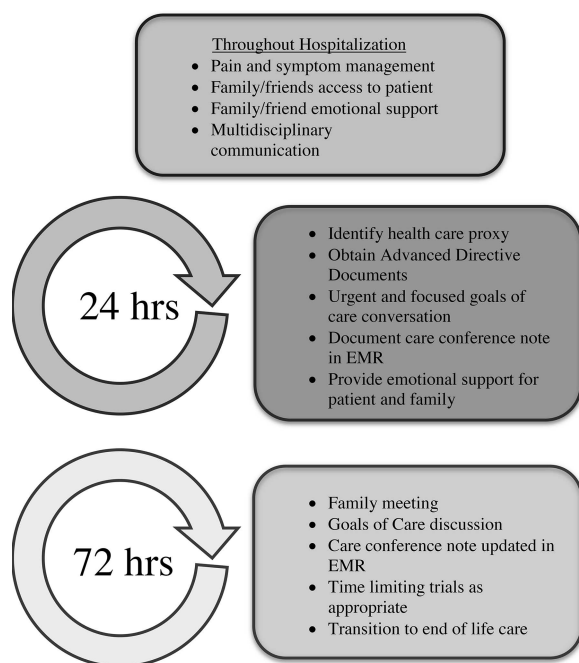 Throughout Hospitalization
• Pain and symptom management
• Family/friends access to patient
• Family/friend emotional support
• Multidisciplinary
communication
24 hrs
• Identify health care proxy
• Obtain Advanced Directive
Documents
• Urgent and focused goals of
care conversation
• Document care conference note
in EMR
• Provide emotional support for
patient and family
72 hrs
• Family meeting
• Goals of Care discussion
• Care conference note updated in
EMR
• Time limiting trials as
appropriate
• Transition to end of life care